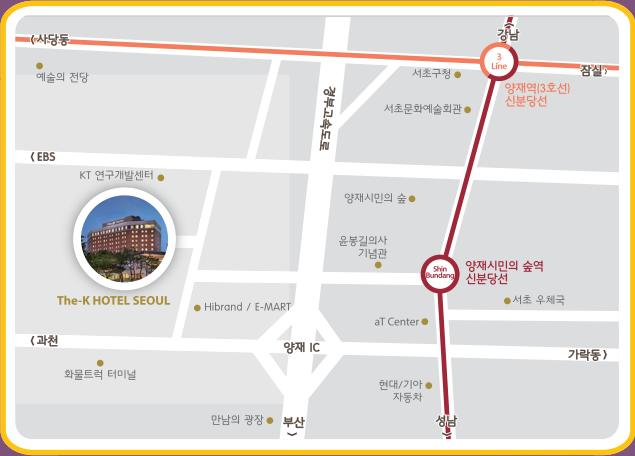 강남
〈사당동
3
Line
잠실〉
예술의 전당
서초구청
양재역(3호선)
신분당선
경부고속도로
서초문화예술회관
〈EBS
KT 연구개발센터
양재시민의 숲
윤봉길의사
기념관
Shin
Bundang
양재시민의 숲역
신분당선
The-K HOTEL SEOUL
Hibrand / E-MART
서초 우체국
aT Center
〈과천
양재 IC
가락동〉
화물트럭 터미널
현대/기아
자동차
만남의 광장
부산
성남